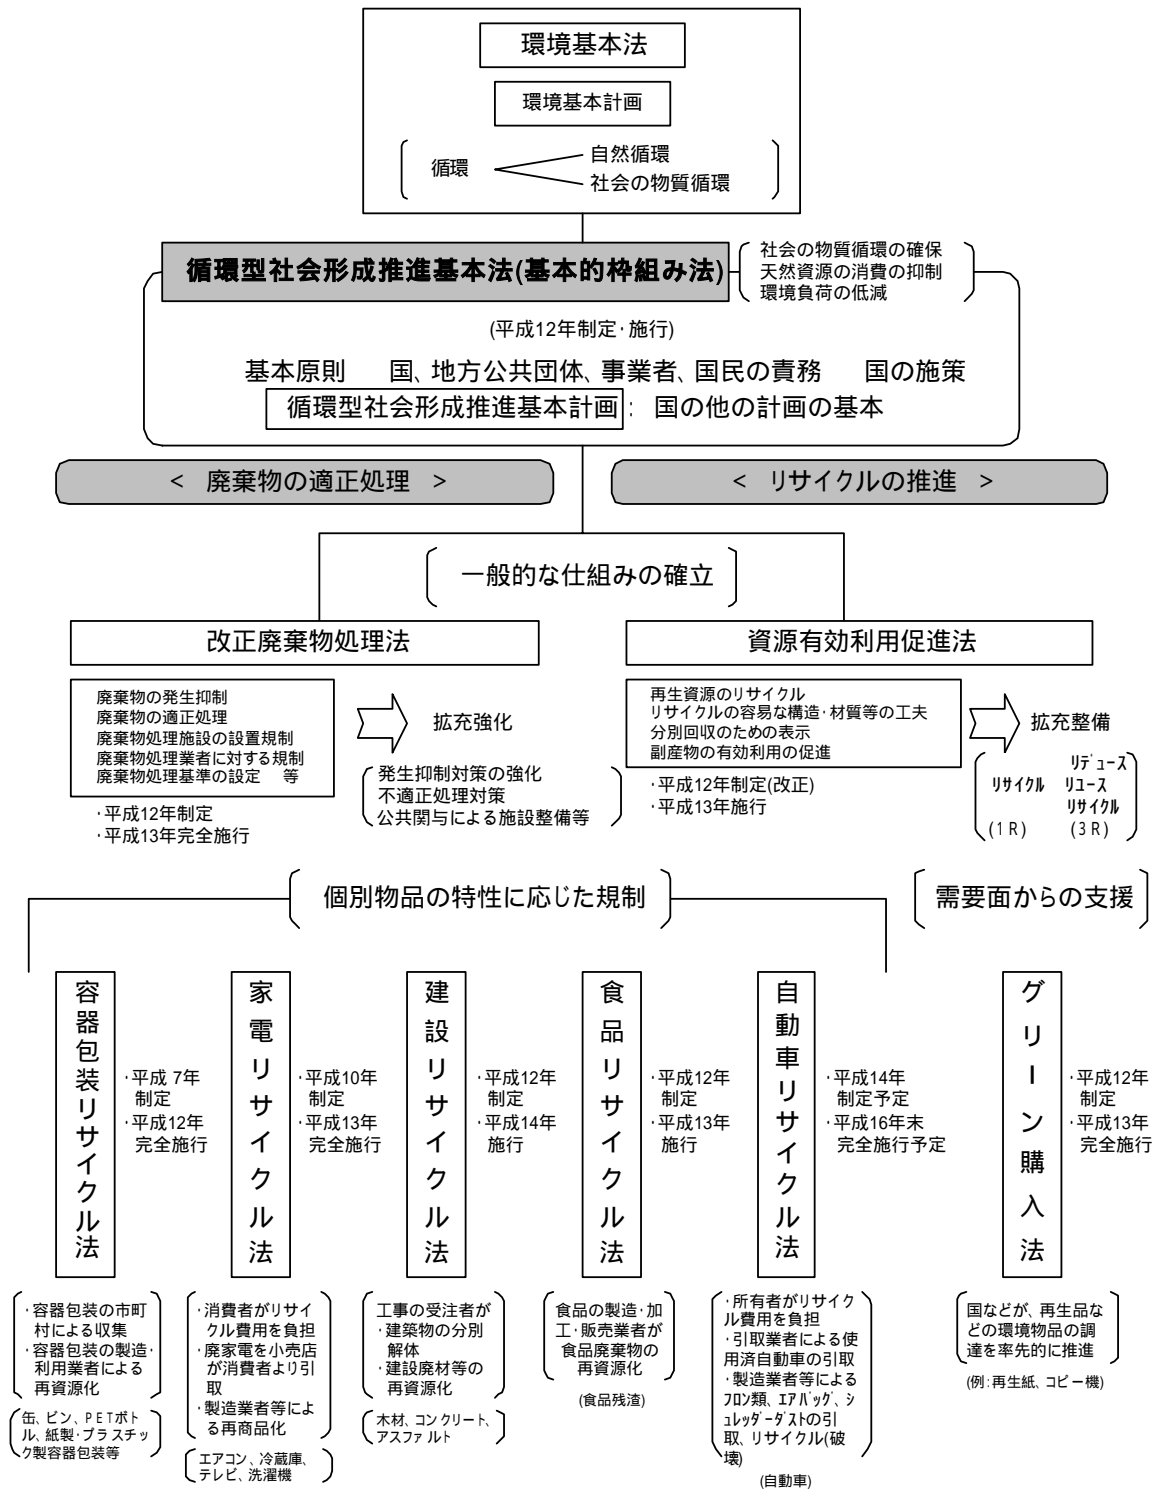 環境基本法
環境基本計画
循環
自然循環
社会の物質循環
循環型社会形成推進基本法(基本的枠組み法)
社会の物質循環の確保
天然資源の消費の抑制
環境負荷の低減
(平成12年制定・施行)
基本原則 国、地方公共団体、事業者、国民の責務 国の施策
循環型社会形成推進基本計画 : 国の他の計画の基本
< 廃棄物の適正処理 >
< リサイクルの推進 >
一般的な仕組みの確立
改正廃棄物処理法
廃棄物の発生抑制
廃棄物の適正処理
廃棄物処理施設の設置規制
廃棄物処理業者に対する規制
廃棄物処理基準の設定 等
・平成12年制定
・平成13年完全施行
拡充強化
発生抑制対策の強化
不適正処理対策
公共関与による施設整備等
資源有効利用促進法
再生資源のリサイクル
リサイクルの容易な構造・材質等の工夫
分別回収のための表示
副産物の有効利用の促進
・平成12年制定(改正)
・平成13年施行
拡充整備
リデュース
リサイクル リユース
リサイクル
(1R) (3R)
個別物品の特性に応じた規制
需要面からの支援
容器包装リサイクル法
・平成 7年
制定
・平成12年
完全施行
・容器包装の市町
村による収集
・容器包装の製造・
利用業者による
再資源化
缶、ビン、PETボト
ル、紙製・プラスチッ
ク製容器包装等
家電リサイクル法
・平成10年
制定
・平成13年
完全施行
・消費者がリサイ
クル費用を負担
・廃家電を小売店
が消費者より引
取
・製造業者等によ
る再商品化
エアコン、冷蔵庫、
テレビ、洗濯機
建設リサイクル法
・平成12年
制定
・平成14年
施行
工事の受注者が
・建築物の分別
解体
・建設廃材等の
再資源化
木材、コンクリート、
アスファルト
食品リサイクル法
・平成12年
制定
・平成13年
施行
食品の製造・加
工・販売業者が
食品廃棄物の
再資源化
(食品残渣)
自動車リサイクル法
・平成14年
制定予定
・平成16年末
完全施行予定
・所有者がリサイク
ル費用を負担
・引取業者による使
用済自動車の引取
・製造業者等による
フロン類、エアバッグ、シ
ュレッダーダストの引
取、リサイクル(破
壊)
(自動車)
グリーン購入法
・平成12年
制定
・平成13年
完全施行
国などが、再生品な
どの環境物品の調
達を率先的に推進
(例:再生紙、コピー機)